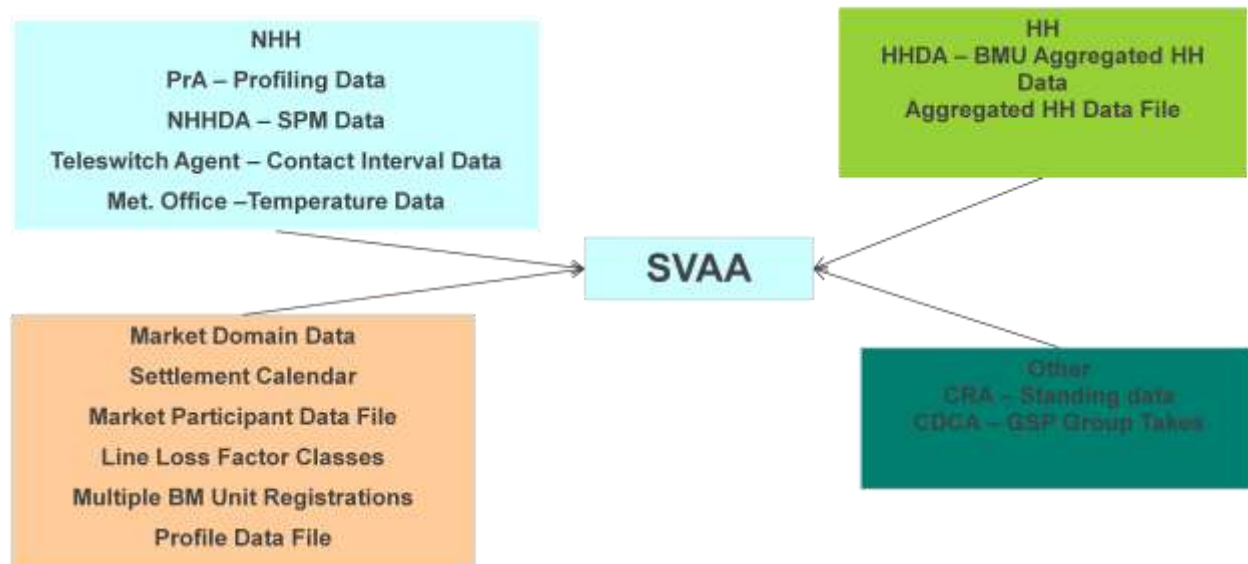 NHH
PrA – Profiling Data
NHHDA – SPM Data
Teleswitch Agent – Contact Interval Data
Met. Office –Temperature Data
HH
HHDA – BMU Aggregated HH
Data
Aggregated HH Data File
SVAA
Market Domain Data
Settlement Calendar
Market Participant Data File
Line Loss Factor Classes
Multiple BM Unit Registrations
Profile Data File
Other
CRA – Standing data
CDCA – GSP Group Takes